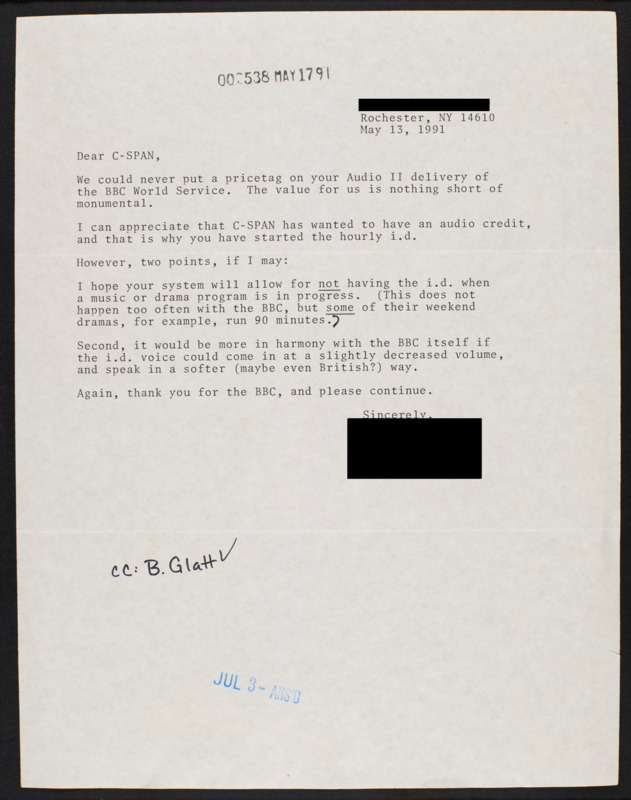 002538 MAY1791
Rochester, NY 14610
May 13, 1991
Dear C-SPAN,
We could never put a pricetag on your Audio II delivery of
the BBC World Service. The value for us is nothing short of
monumental.
I can appreciate that C-SPAN has wanted to have an audio credit,
and that is why you have started the hourly i.d.
However, two points, if I may:
I hope your system will allow for not having the i.d. when
a music or drama program is in progress. (This does not
happen too often with the BBC, but some of their weekend
dramas, for example, run 90 minutes.)
Second, it would be more in harmony with the BBC itself if
the i.d. voice could come in at a slightly decreased volume,
and speak in a softer (maybe even British?) way.
Again, thank you for the BBC, and please continue.
Sincerely,
cc: B. Glatt ✓
JUL 3 - ANS'D